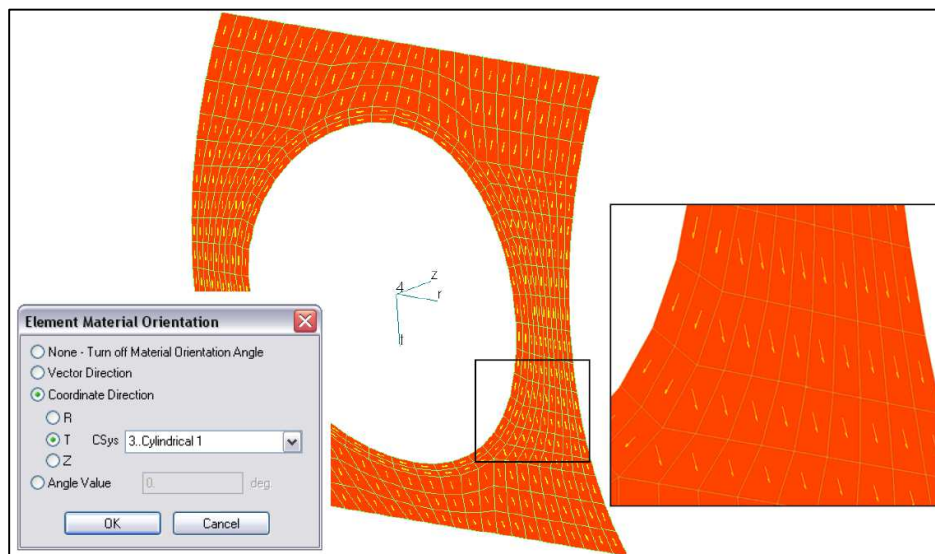 4
Z
r
t
Element Material Orientation
None - Turn off Material Orientation Angle
Vector Direction
Coordinate Direction
R
T CSys 3..Cylindrical 1
Z
Angle Value 0. deg
OK Cancel